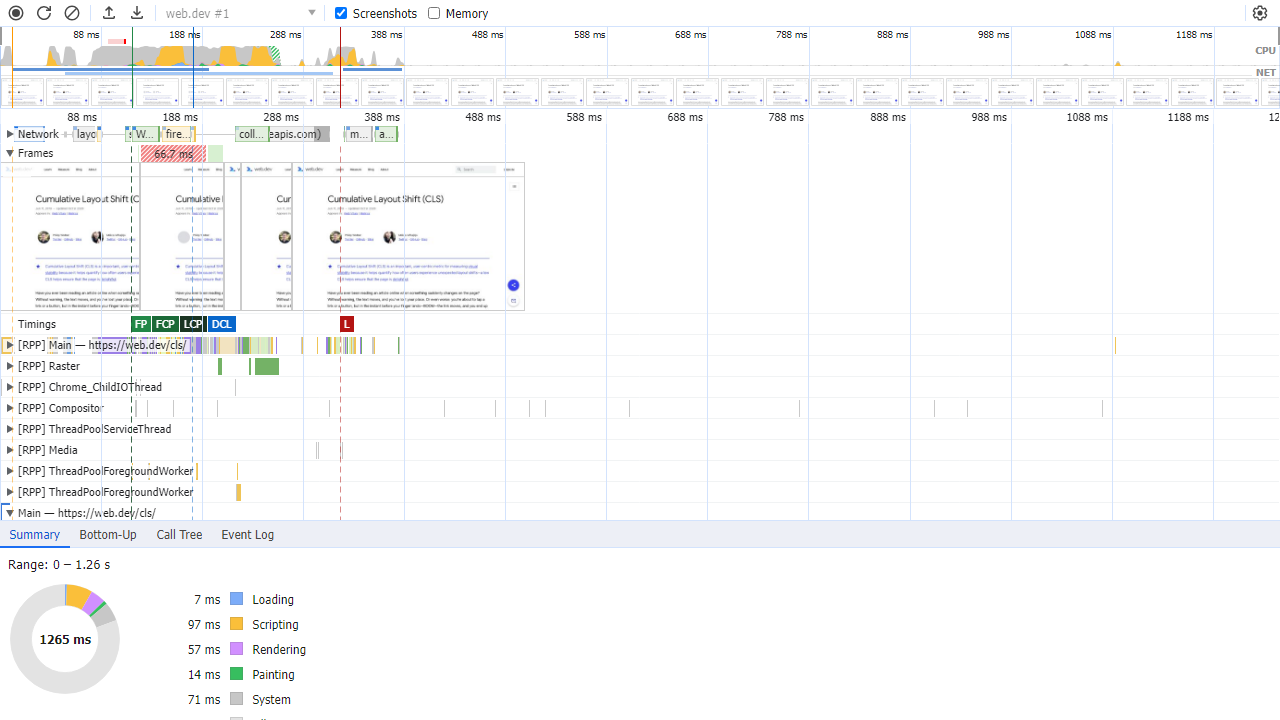 web.dev #1 Screenshots Memory
88 ms 188 ms 288 ms 388 ms 488 ms 588 ms 688 ms 788 ms 888 ms 988 ms 1088 ms 1188 ms
CPU
NET
88 ms 188 ms 288 ms 388 ms 488 ms 588 ms 688 ms 788 ms 888 ms 988 ms 1088 ms 1188 ms 12
Network layc s W... fire... coll... eapis.com) m... a...
Frames 66.7 ms
Cumulative Layout Shift (C Cumulative L Cur Cumulative Layout Shift (CLS)
Timings FP FCP LCP DCL L
[RPP] Main — https://web.dev/cls/
[RPP] Raster
[RPP] Chrome_ChildIOThread
[RPP] Compositor
[RPP] ThreadPoolServiceThread
[RPP] Media
[RPP] ThreadPoolForegroundWorker
[RPP] ThreadPoolForegroundWorker
Main — https://web.dev/cls/
Summary Bottom-Up Call Tree Event Log
Range: 0 – 1.26 s
1265 ms
7 ms Loading
97 ms Scripting
57 ms Rendering
14 ms Painting
71 ms System